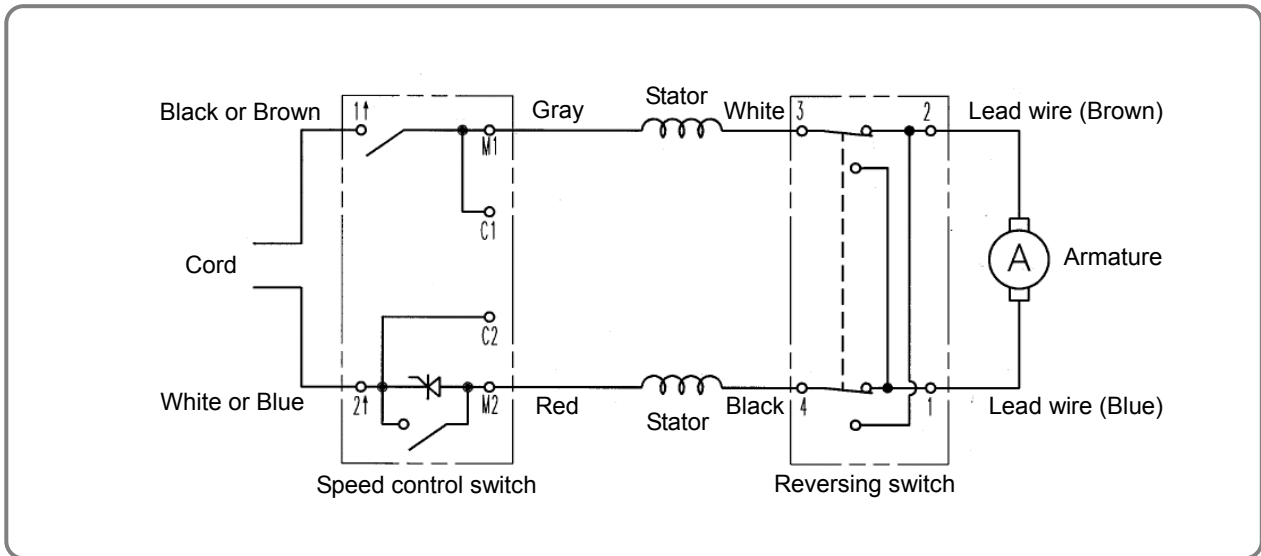 Black or Brown
1↑
Gray
Stator
White
3
2
Lead wire (Brown)
M1
C1
Cord
A
Armature
C2
White or Blue
2↑
M2
Red
Stator
Black
4
1
Lead wire (Blue)
Speed control switch
Reversing switch